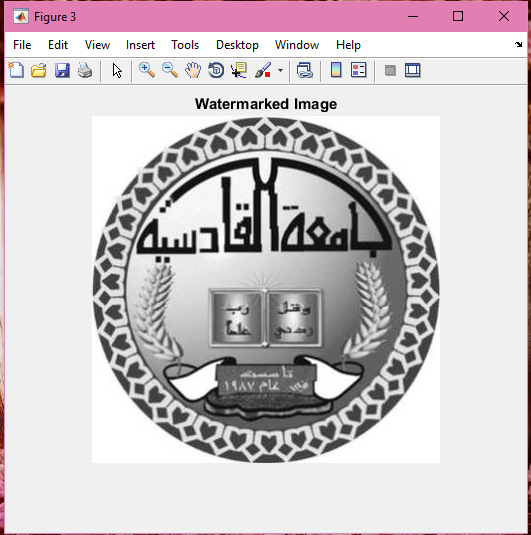 Figure 3
File Edit View Insert Tools Desktop Window Help
Watermarked Image
جامعة القادسية
وقل رب
زدني علما
تأسست
في عام ١٩٨٧